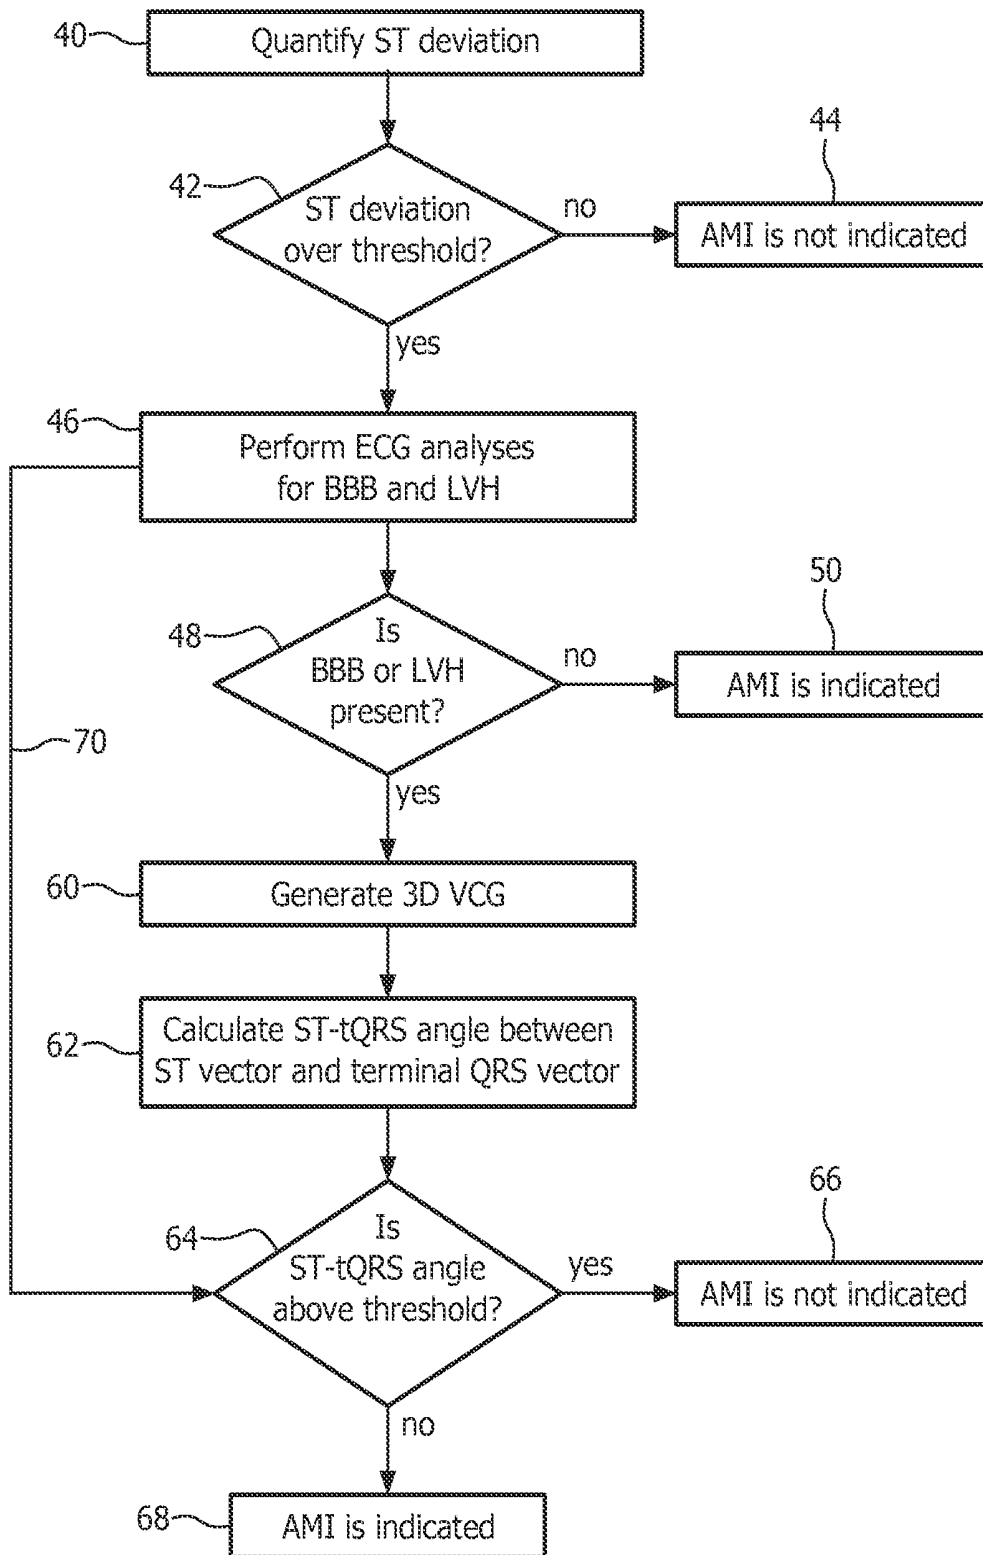 40
Quantify ST deviation
44
42
ST deviation
over threshold?
no
AMI is not indicated
yes
46
Perform ECG analyses
for BBB and LVH
50
48
Is
BBB or LVH
present?
no
AMI is indicated
70
yes
60
Generate 3D VCG
62
Calculate ST-tQRS angle between
ST vector and terminal QRS vector
66
64
Is
ST-tQRS angle
above threshold?
yes
AMI is not indicated
no
68
AMI is indicated